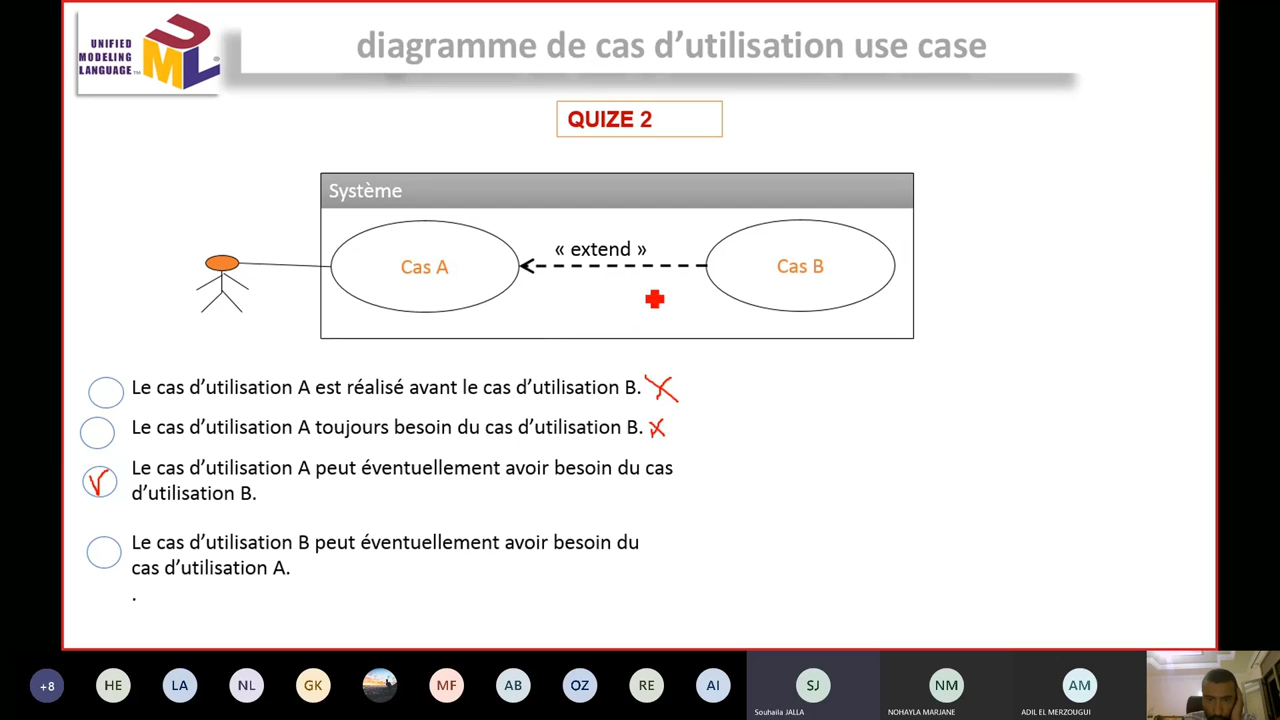 UNIFIED
MODELING
LANGUAGE™
UML
diagramme de cas d’utilisation use case
QUIZE 2
Système
« extend »
Cas A
Cas B
Le cas d’utilisation A est réalisé avant le cas d’utilisation B.
Le cas d’utilisation A toujours besoin du cas d’utilisation B.
Le cas d’utilisation A peut éventuellement avoir besoin du cas
d’utilisation B.
Le cas d’utilisation B peut éventuellement avoir besoin du
cas d’utilisation A.
.
+8
HE
LA
NL
GK
MF
AB
OZ
RE
AI
SJ
NM
AM
Souhaila JALLA
NOHAYLA MARJANE
ADIL EL MERZOUGUI